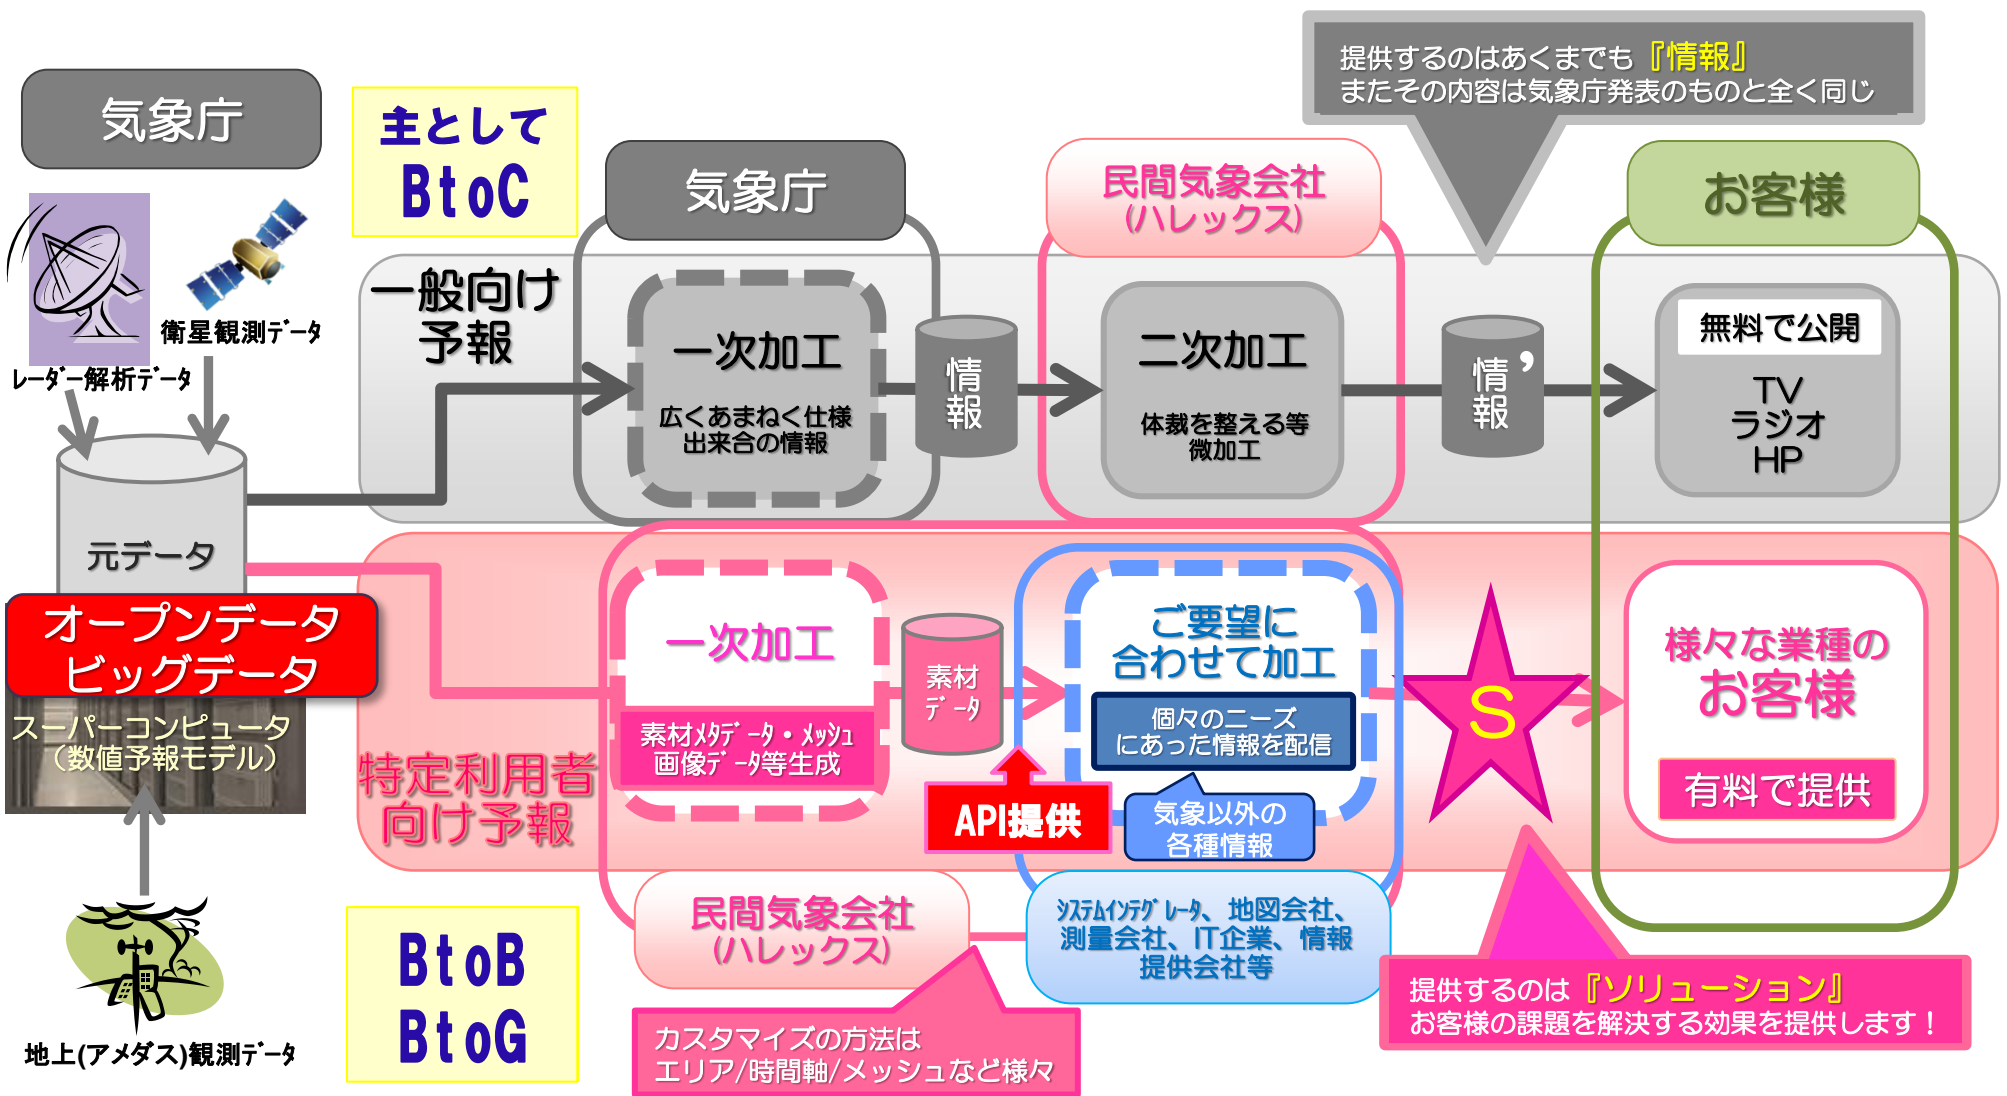 気象庁
主として
BtoC
提供するのはあくまでも『情報』
またその内容は気象庁発表のものと全く同じ
気象庁
民間気象会社
(ハレックス)
お客様
衛星観測ﾃﾞｰﾀ
ﾚｰﾀﾞｰ解析ﾃﾞｰﾀ
一般向け
予報
一次加工
広くあまねく仕様
出来合の情報
情
報
二次加工
体裁を整える等
微加工
情’
報
無料で公開
TV
ラジオ
HP
元データ
オープンデータ
ビッグデータ
スーパーコンピュータ
（数値予報モデル）
特定利用者
向け予報
一次加工
素材ﾒﾀﾃﾞｰﾀ・ﾒｯｼｭ
画像ﾃﾞｰﾀ等生成
素材
ﾃﾞｰﾀ
API提供
ご要望に
合わせて加工
個々のニーズ
にあった情報を配信
気象以外の
各種情報
S
様々な業種の
お客様
有料で提供
地上(アメダス)観測ﾃﾞｰﾀ
BtoB
BtoG
民間気象会社
(ハレックス)
ｼｽﾃﾑｲﾝﾃｸﾞﾚｰﾀ、地図会社、
測量会社、IT企業、情報
提供会社等
カスタマイズの方法は
エリア/時間軸/メッシュなど様々
提供するのは『ソリューション』
お客様の課題を解決する効果を提供します！